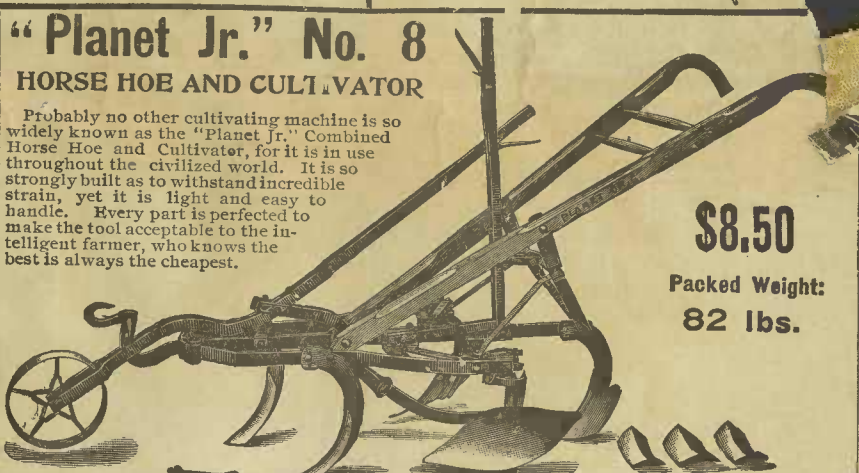 “Planet Jr.” No. 8
HORSE HOE AND CULTIVATOR
Probably no other cultivating machine is so
widely known as the “Planet Jr.” Combined
Horse Hoe and Cultivator, for it is in use
throughout the civilized world. It is so
strongly built as to withstand incredible
strain, yet it is light and easy to
handle. Every part is perfected to
make the tool acceptable to the in-
telligent farmer, who knows the
best is always the cheapest.
$8.50
Packed Weight:
82 lbs.